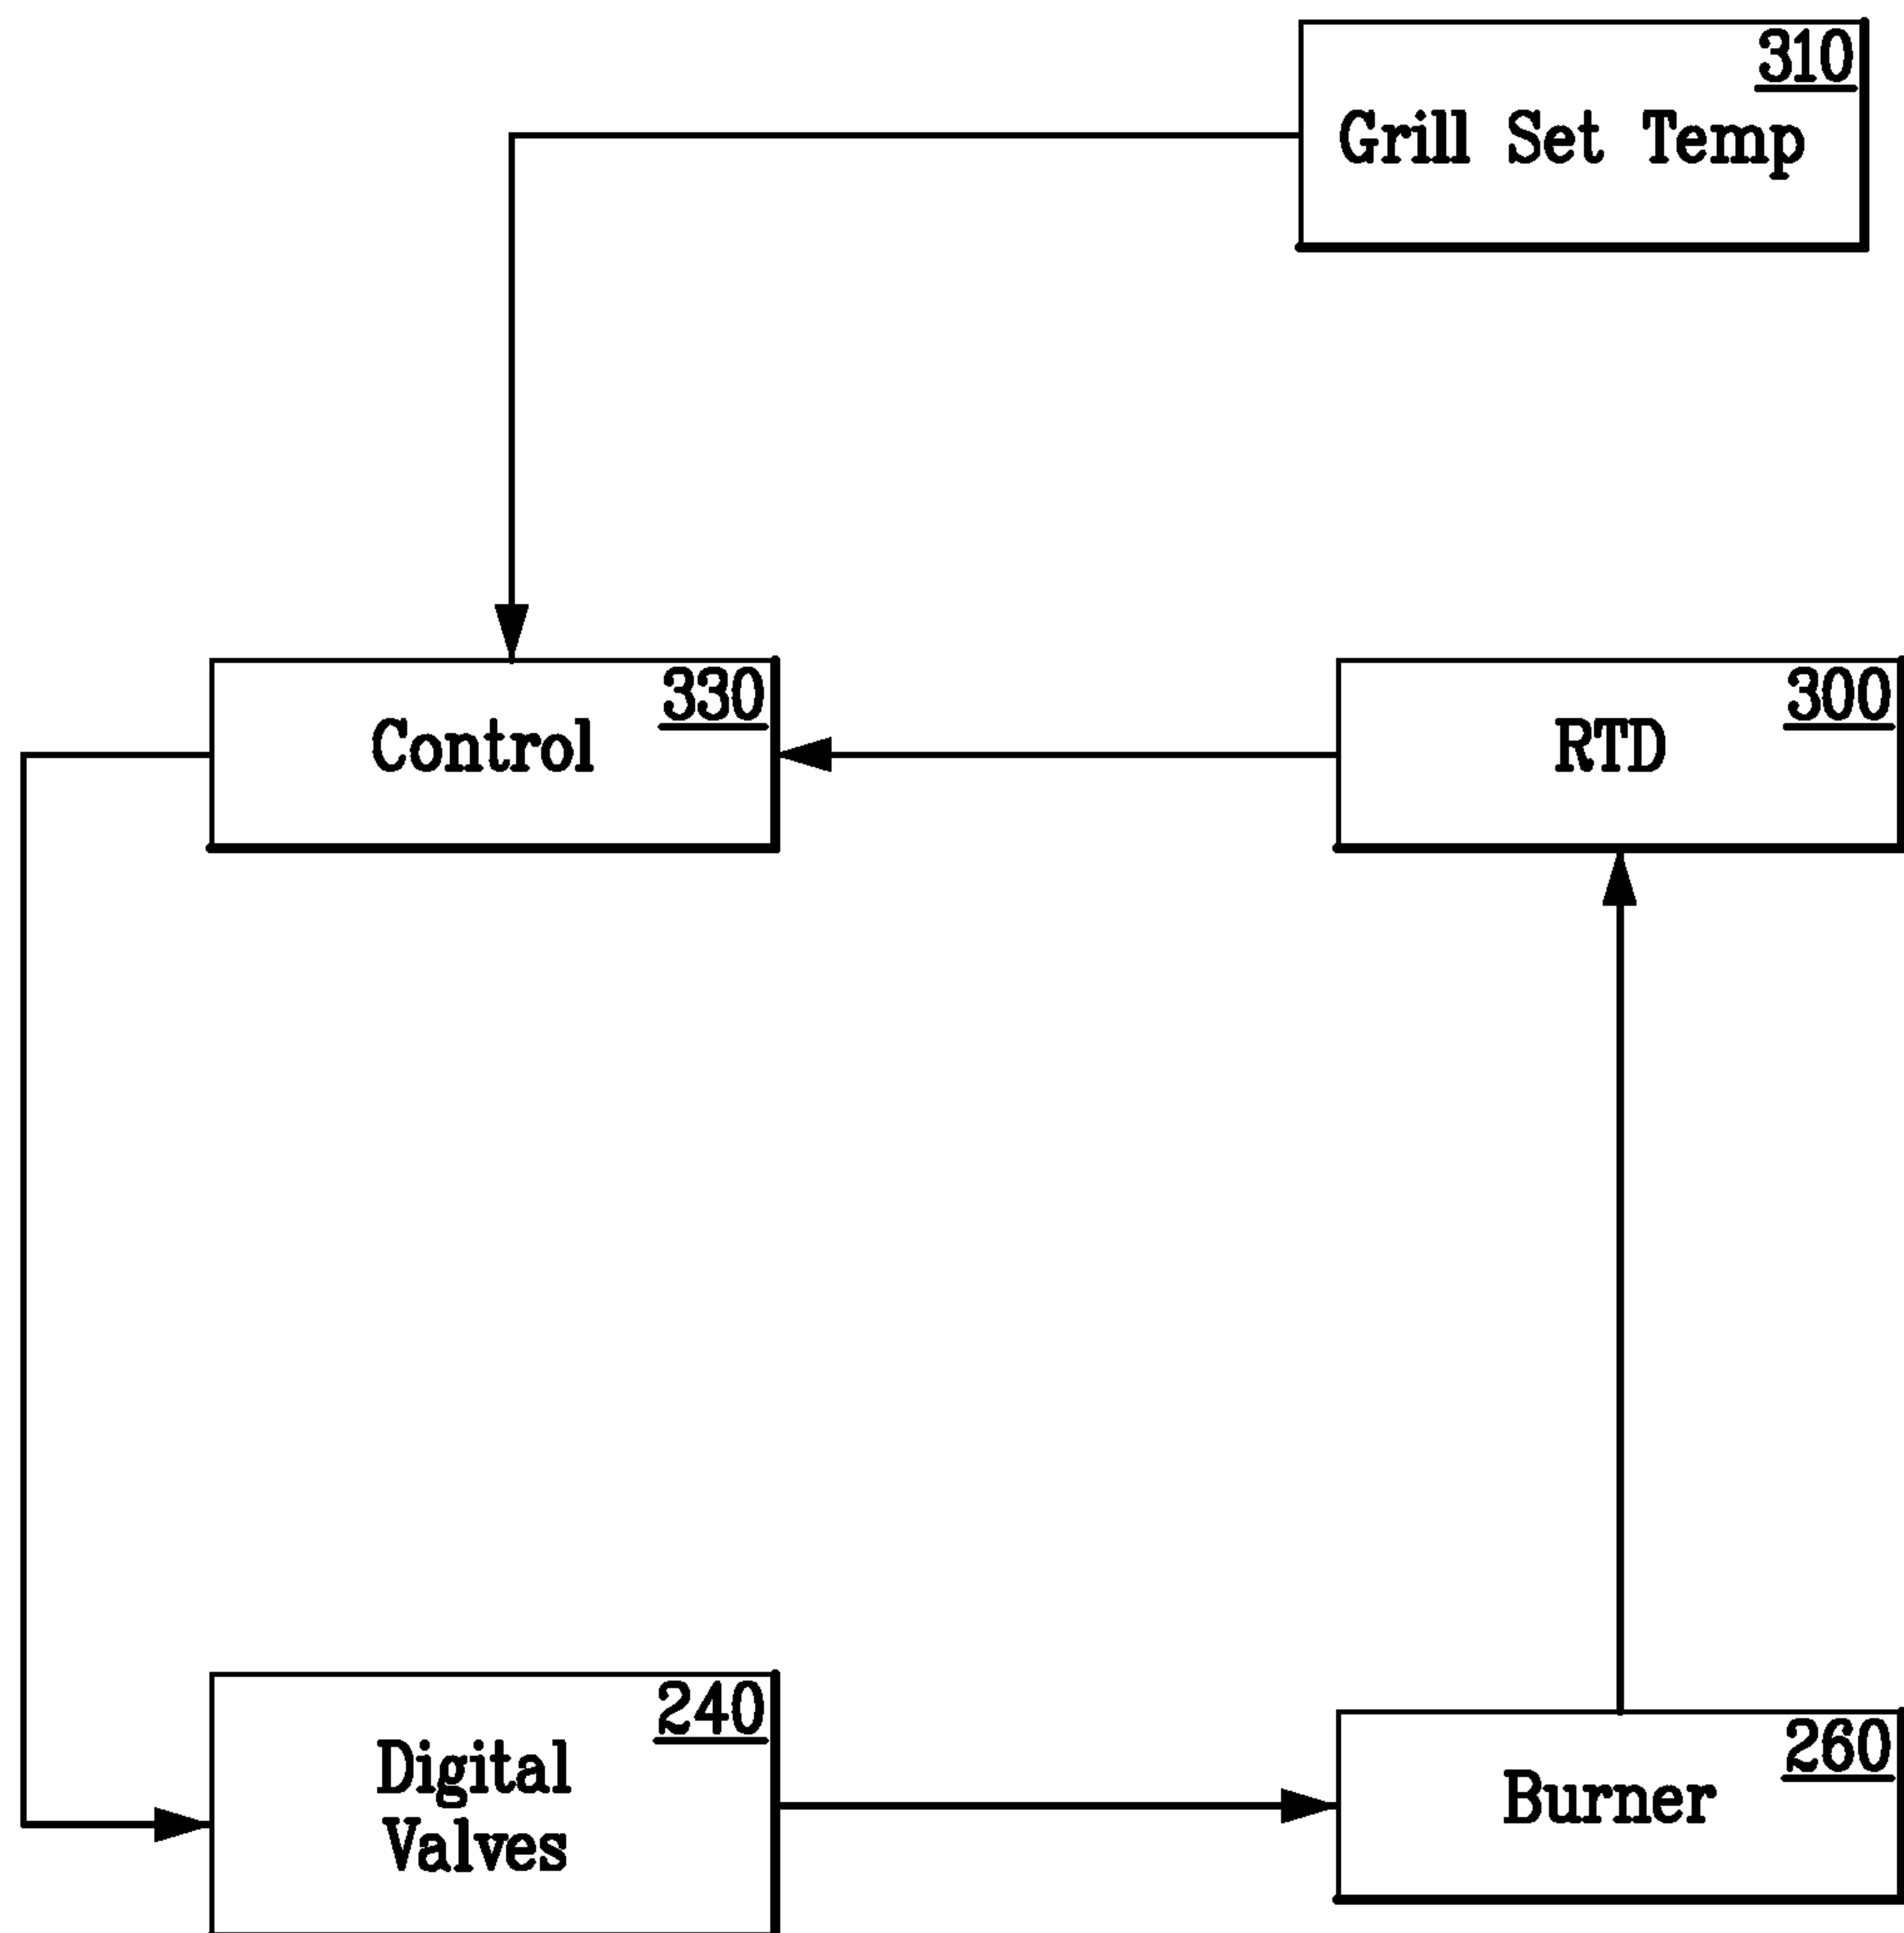 310
Grill Set Temp
330
Control
300
RTD
240
Digital
Valves
260
Burner